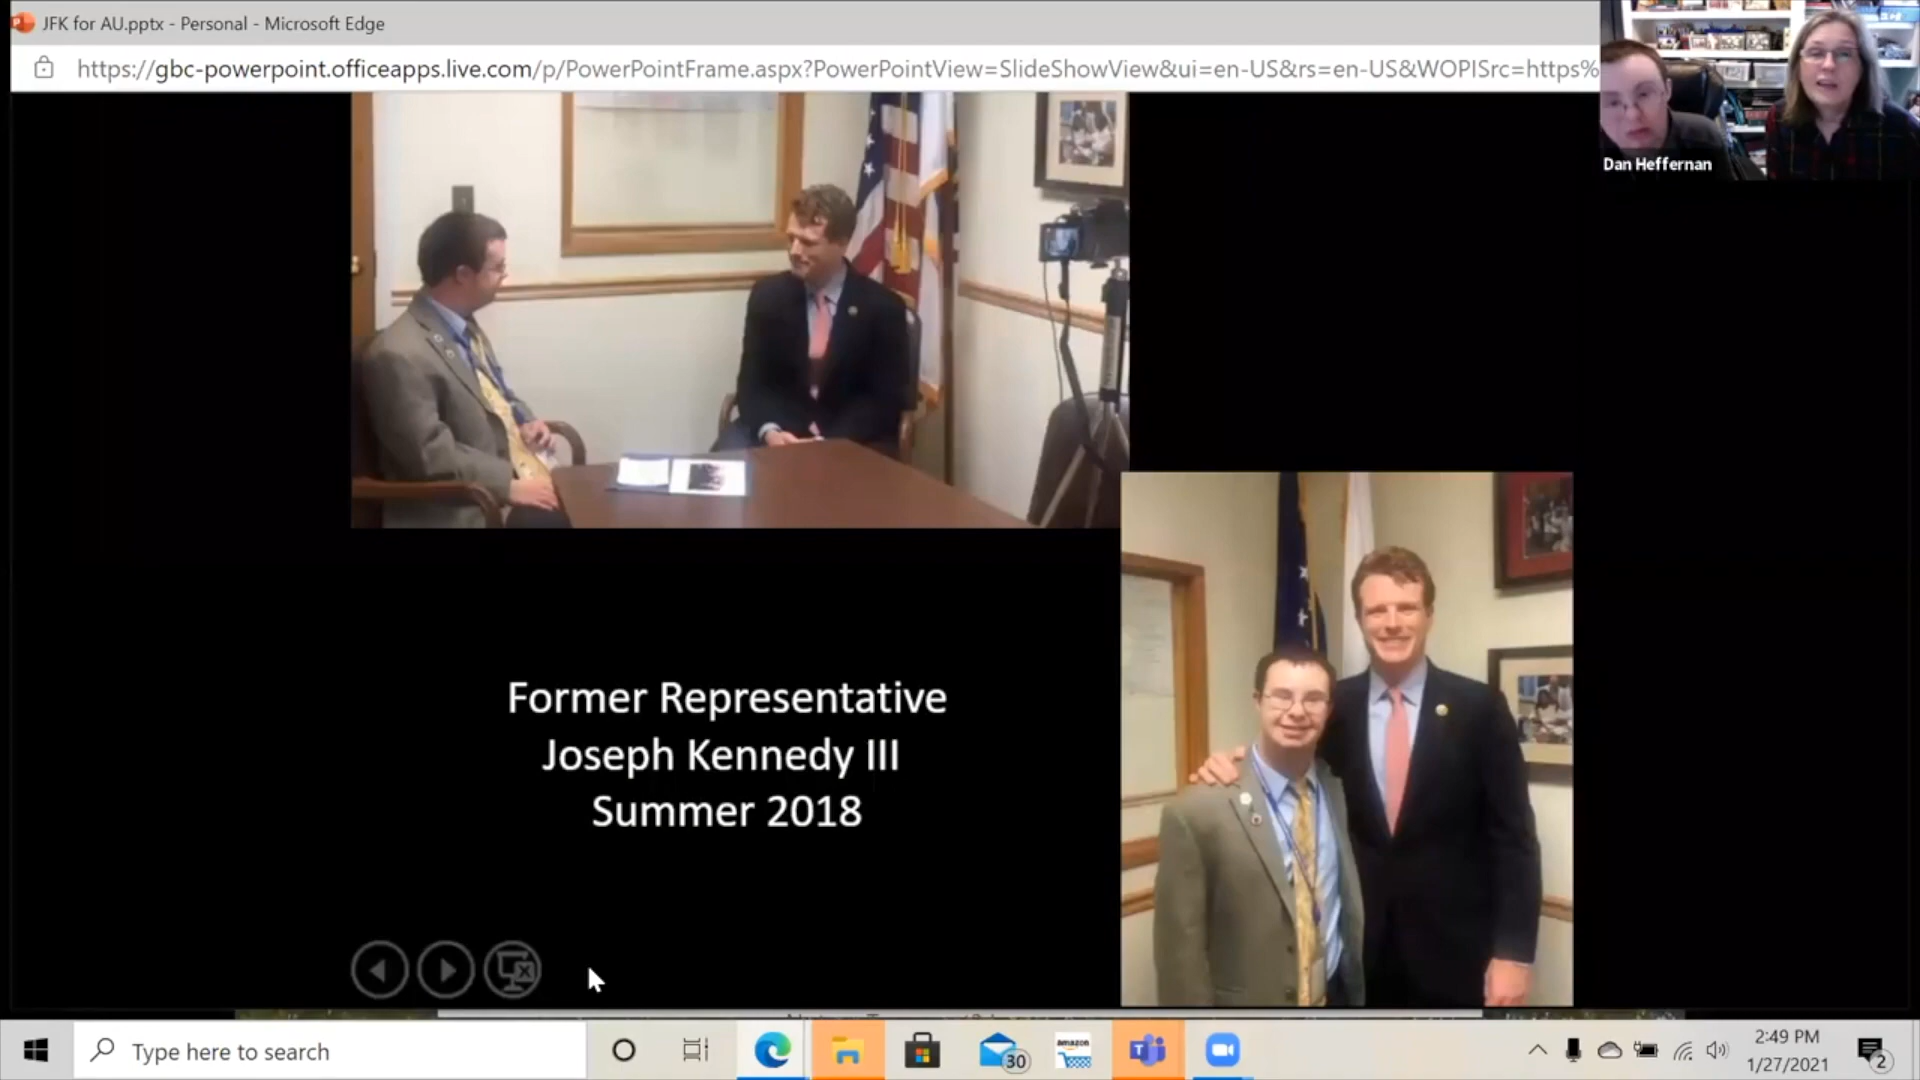 JFK for AU.pptx - Personal - Microsoft Edge
https://gbc-powerpoint.officeapps.live.com/p/PowerPointFrame.aspx?PowerPointView=SlideShowView&ui=en-US&rs=en-US&WOPISrc=https%
Dan Heffernan
Former Representative
Joseph Kennedy III
Summer 2018
Type here to search
30
amazon
2:49 PM
1/27/2021
2